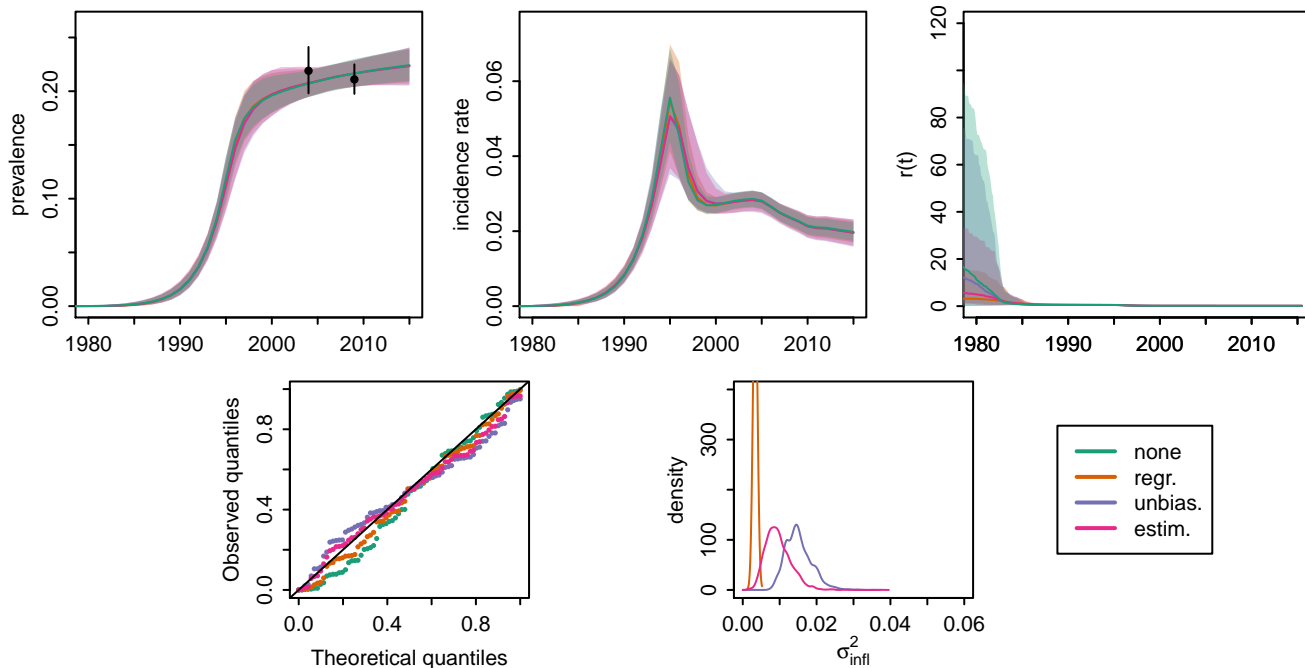 prevalence
0.00 0.10 0.20
1980 1990 2000 2010
incidence rate
0.00 0.02 0.04 0.06
1980 1990 2000 2010
r(t)
0 20 40 60 80 120
1980 1990 2000 2010
Observed quantiles
0.0 0.4 0.8
0.0 0.4 0.8
Theoretical quantiles
density
0 100 300
0.00 0.02 0.04 0.06
σ²infl
none
regr.
unbias.
estim.